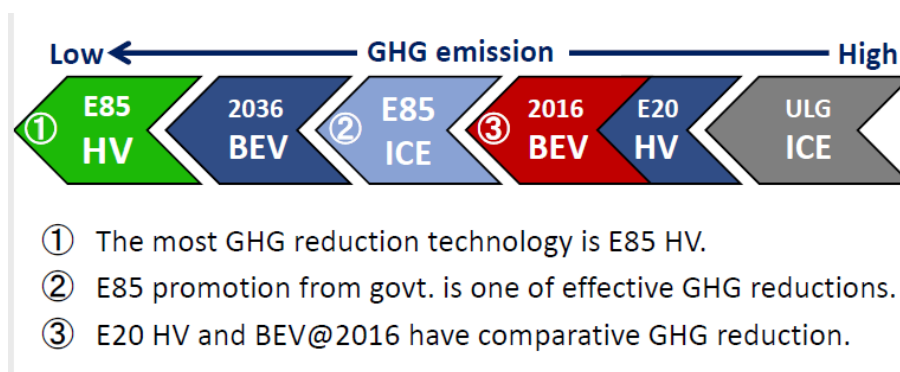 Low GHG emission High
① E85 HV
2036 BEV
② E85 ICE
③ 2016 BEV
E20 HV
ULG ICE
① The most GHG reduction technology is E85 HV.
② E85 promotion from govt. is one of effective GHG reductions.
③ E20 HV and BEV@2016 have comparative GHG reduction.